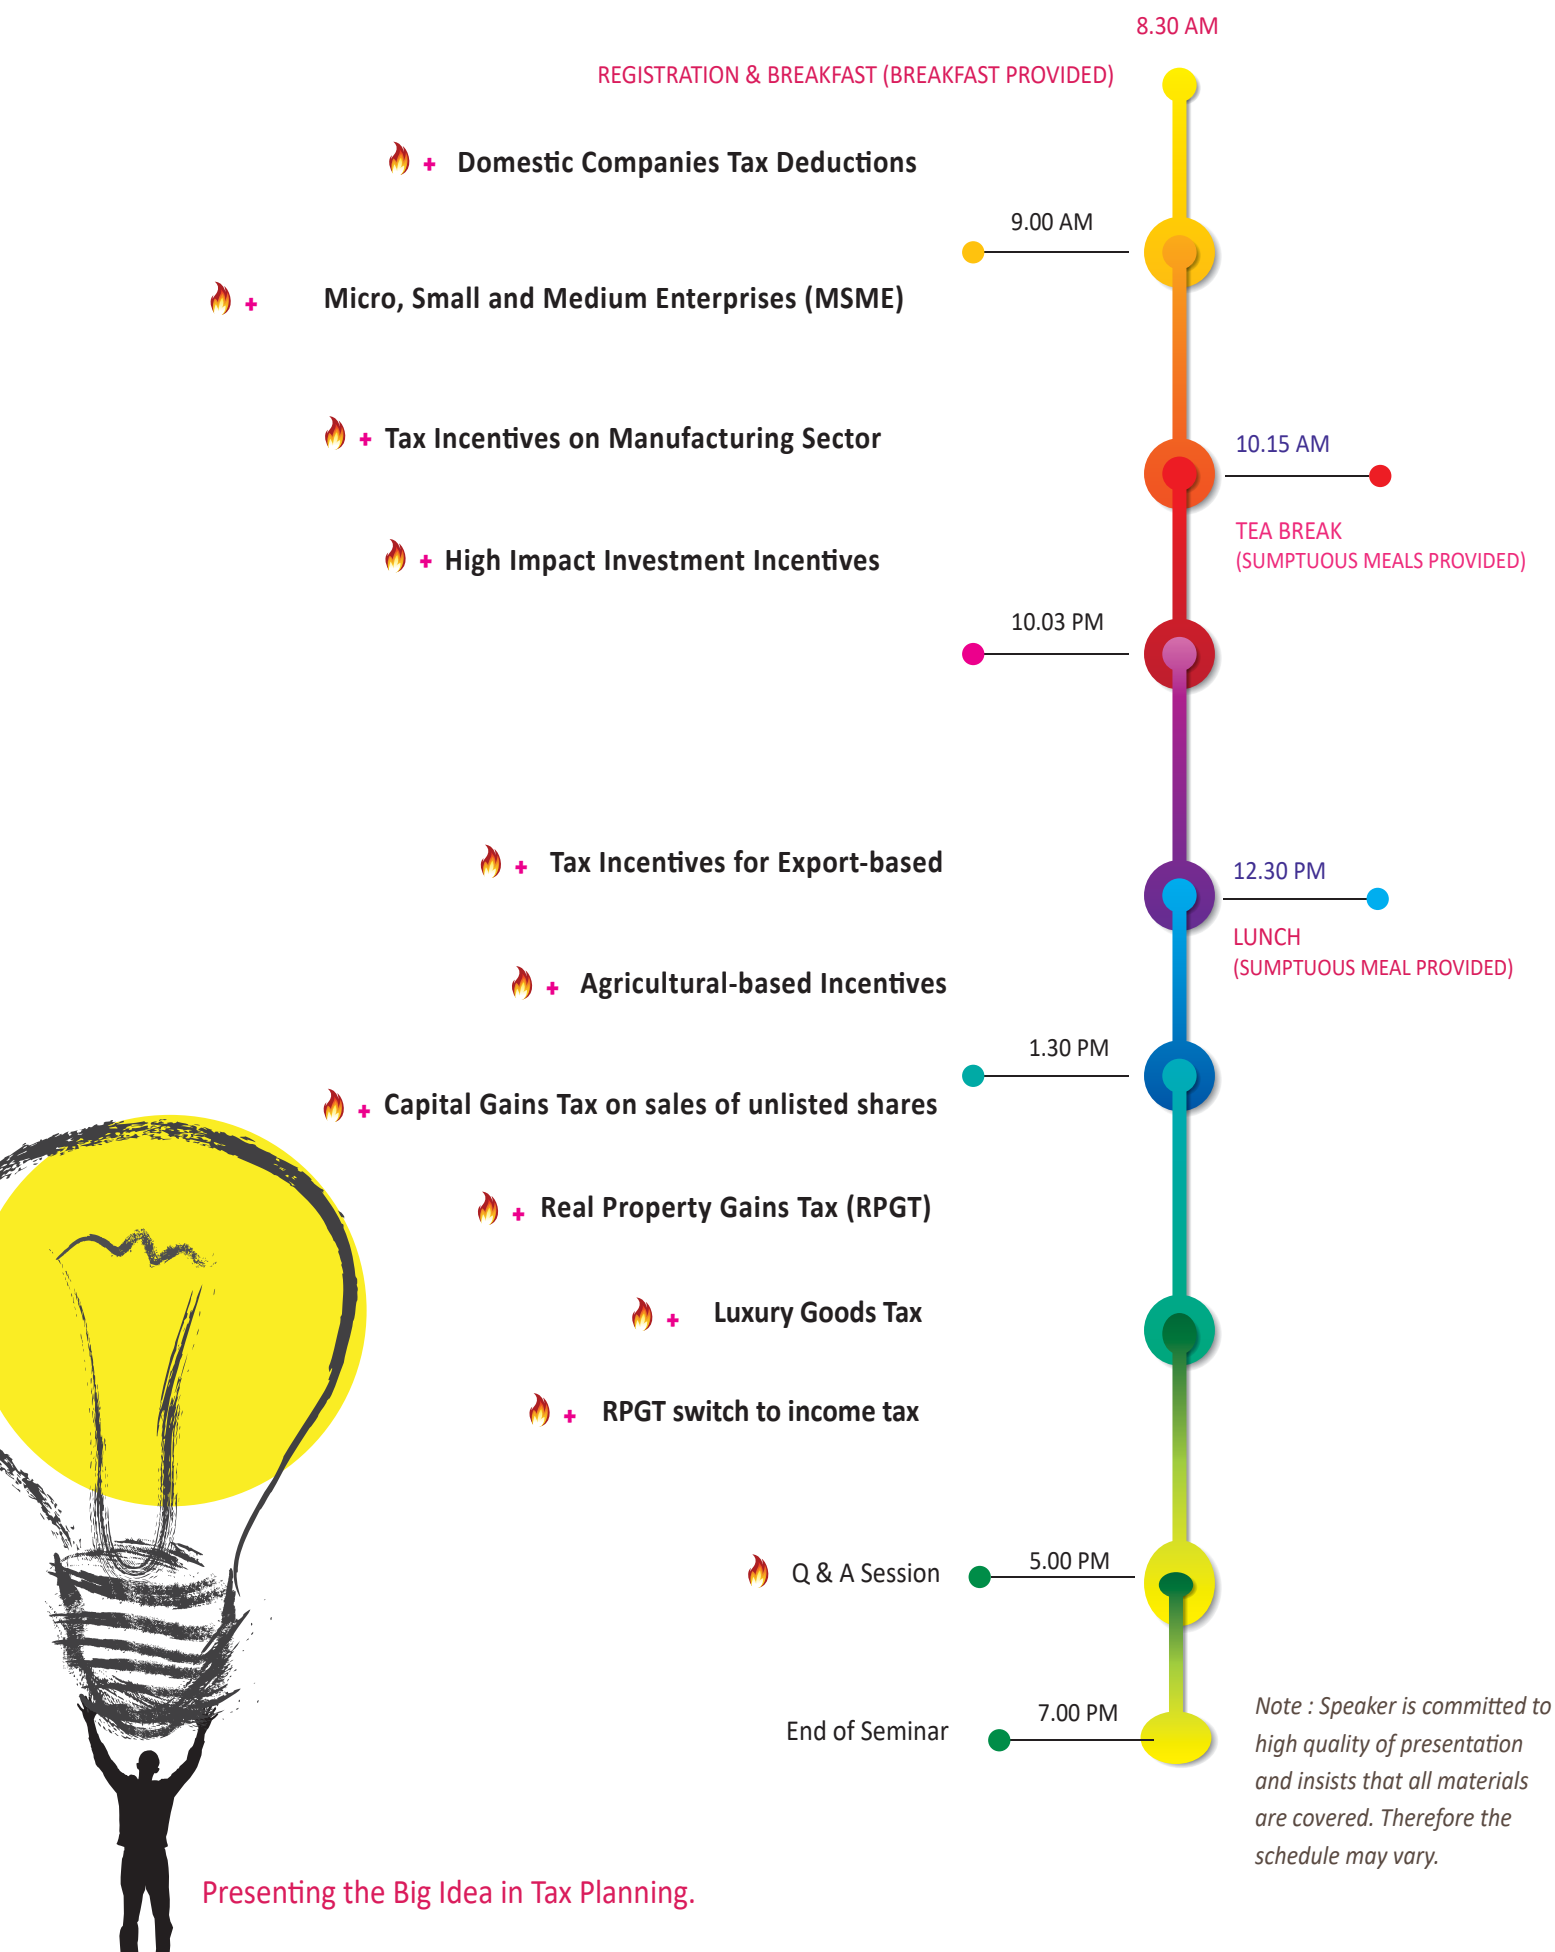 8.30 AM
REGISTRATION & BREAKFAST (BREAKFAST PROVIDED)
+ Domestic Companies Tax Deductions
9.00 AM
+ Micro, Small and Medium Enterprises (MSME)
+ Tax Incentives on Manufacturing Sector
10.15 AM
TEA BREAK
(SUMPTUOUS MEALS PROVIDED)
+ High Impact Investment Incentives
10.03 PM
+ Tax Incentives for Export-based
12.30 PM
LUNCH
(SUMPTUOUS MEAL PROVIDED)
+ Agricultural-based Incentives
1.30 PM
+ Capital Gains Tax on sales of unlisted shares
+ Real Property Gains Tax (RPGT)
+ Luxury Goods Tax
+ RPGT switch to income tax
Q & A Session
5.00 PM
End of Seminar
7.00 PM
Note : Speaker is committed to
high quality of presentation
and insists that all materials
are covered. Therefore the
schedule may vary.
Presenting the Big Idea in Tax Planning.